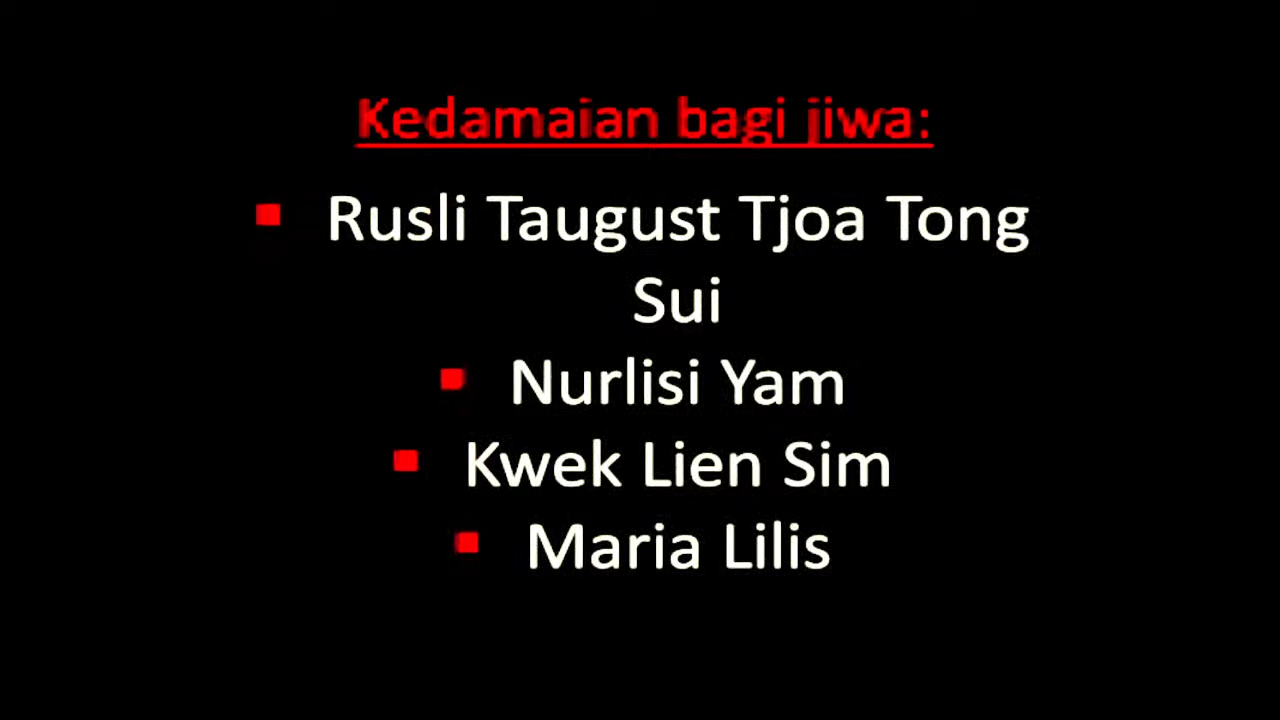 Kedamaian bagi jiwa:
▪ Rusli Taugust Tjoa Tong
Sui
▪ Nurlisi Yam
▪ Kwek Lien Sim
▪ Maria Lilis